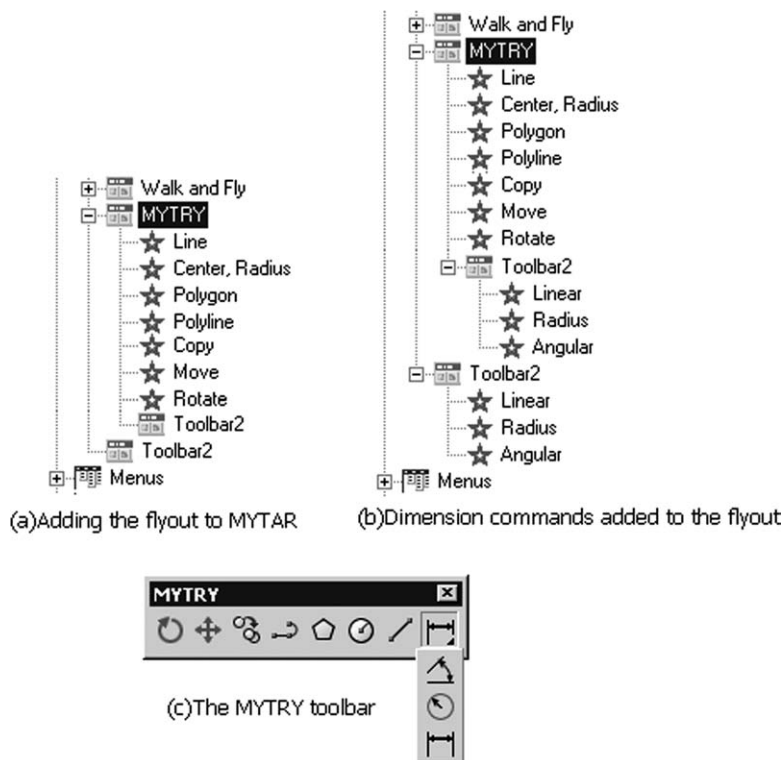 Walk and Fly
MYTRY
Line
Center, Radius
Polygon
Polyline
Copy
Move
Rotate
Toolbar2
Toolbar2
Menus
(a)Adding the flyout to MYTAR
Walk and Fly
MYTRY
Line
Center, Radius
Polygon
Polyline
Copy
Move
Rotate
Toolbar2
Linear
Radius
Angular
Toolbar2
Linear
Radius
Angular
Menus
(b)Dimension commands added to the flyout
MYTRY
(c)The MYTRY toolbar